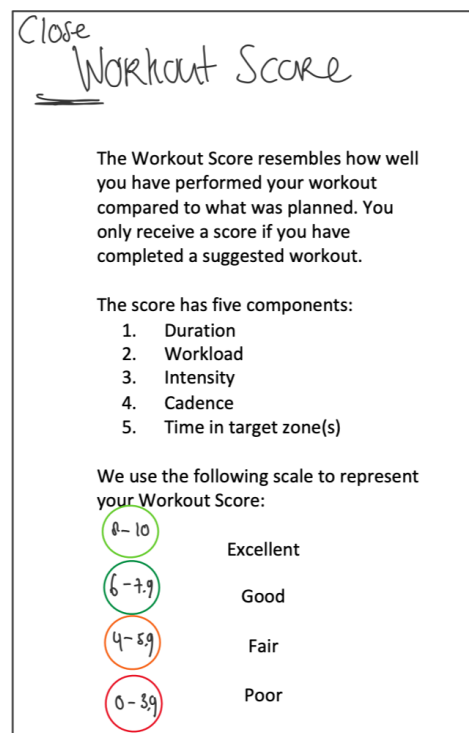 Close
Workout Score
The Workout Score resembles how well
you have performed your workout
compared to what was planned. You
only receive a score if you have
completed a suggested workout.
The score has five components:
1. Duration
2. Workload
3. Intensity
4. Cadence
5. Time in target zone(s)
We use the following scale to represent
your Workout Score:
8-10 Excellent
6-7.9 Good
4-5.9 Fair
0-3.9 Poor